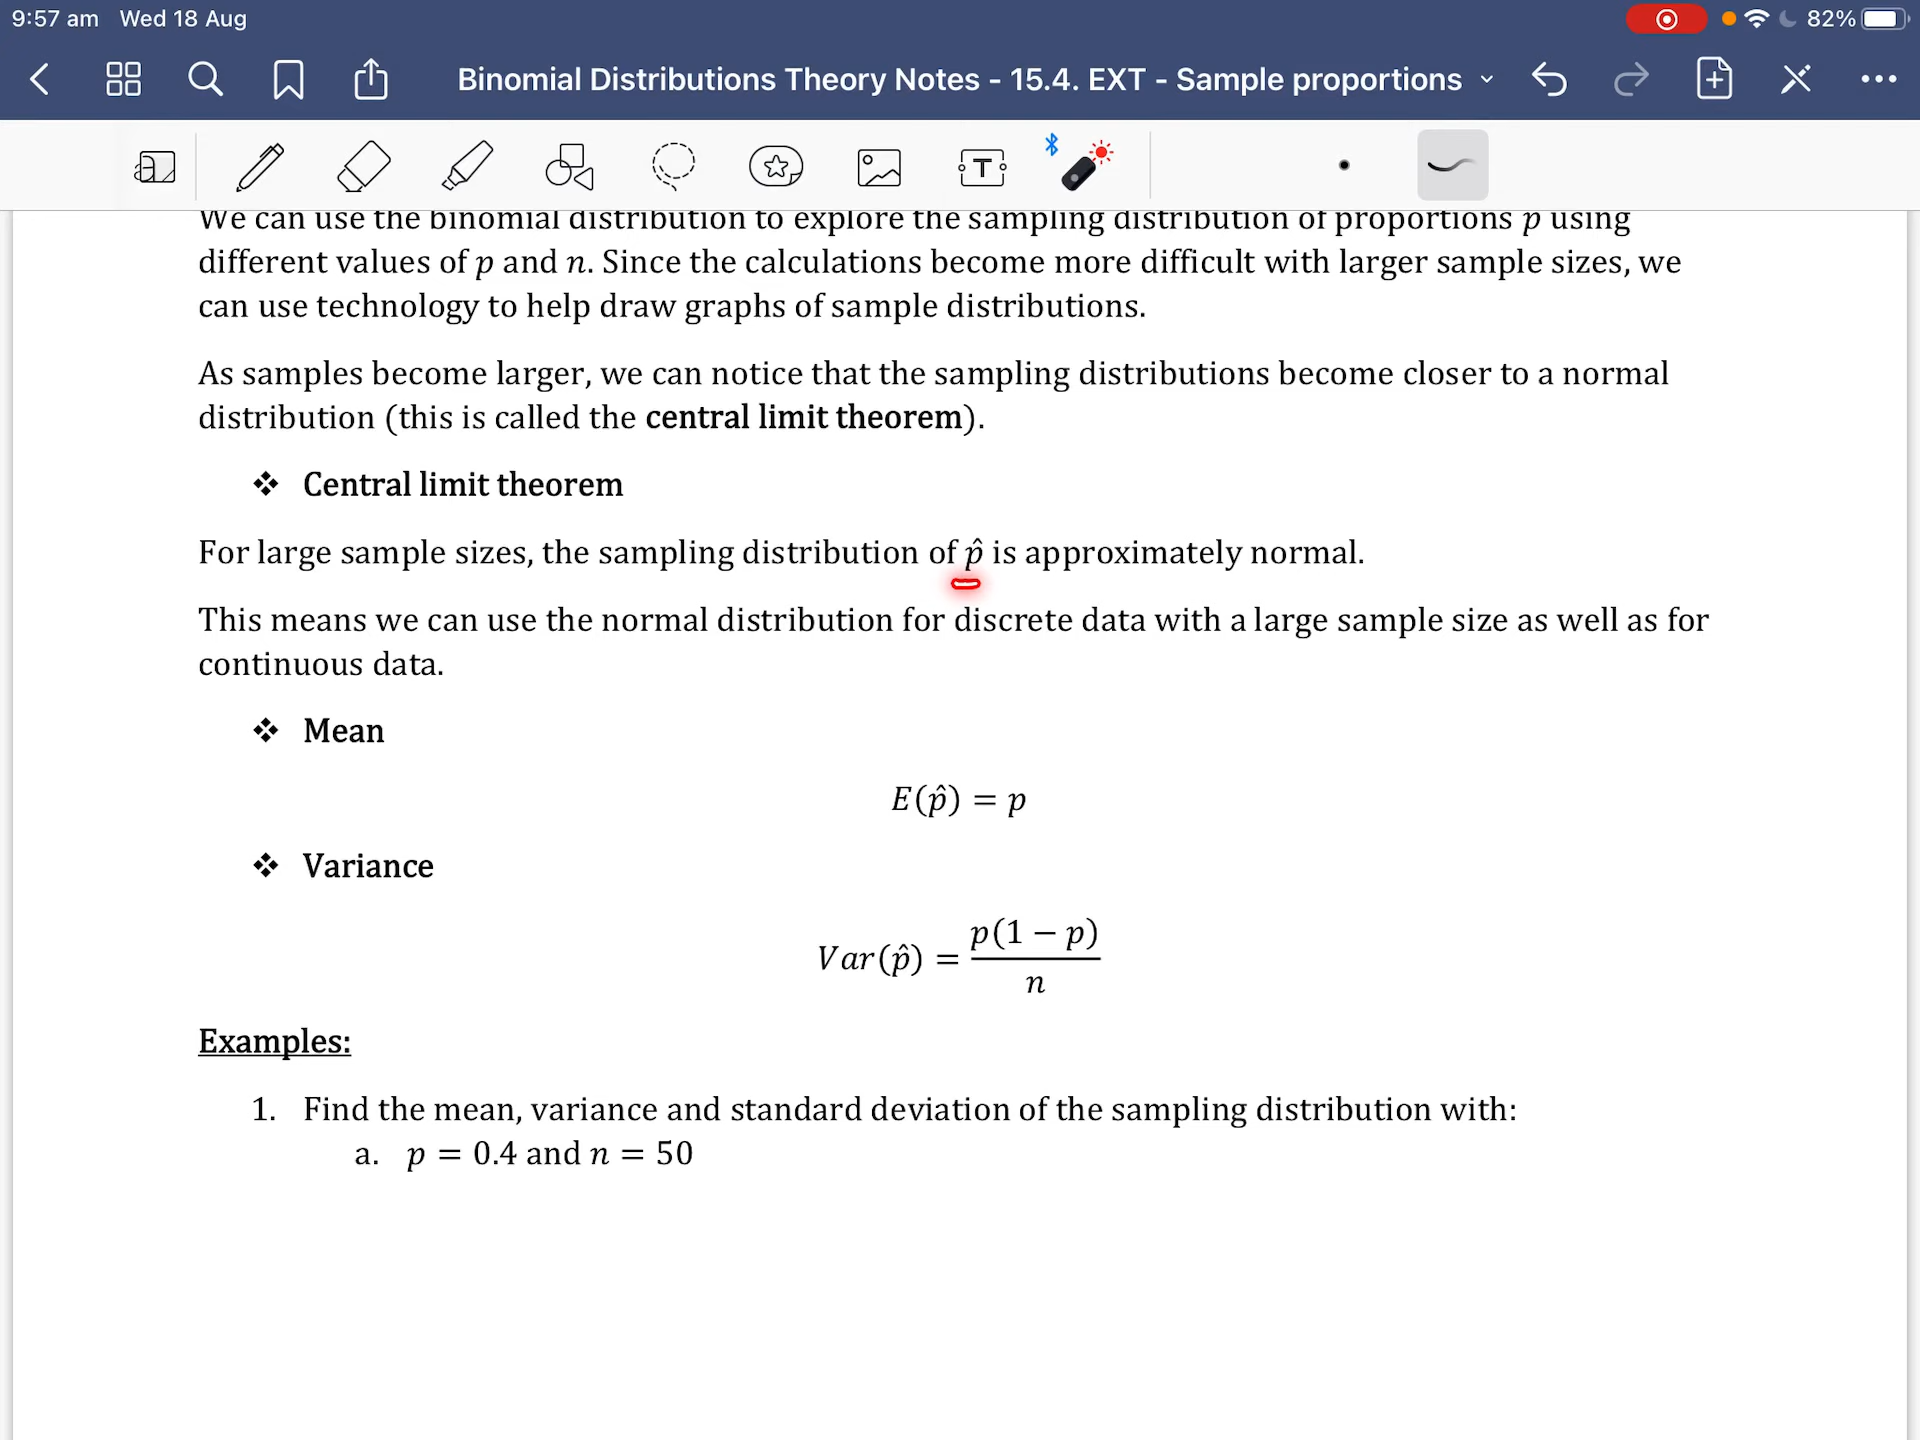 9:57 am Wed 18 Aug
82%
Binomial Distributions Theory Notes - 15.4. EXT - Sample proportions
T
We can use the binomial distribution to explore the sampling distribution of proportions p using
different values of p and n. Since the calculations become more difficult with larger sample sizes, we
can use technology to help draw graphs of sample distributions.
As samples become larger, we can notice that the sampling distributions become closer to a normal
distribution (this is called the central limit theorem).
❖ Central limit theorem
For large sample sizes, the sampling distribution of p̂ is approximately normal.
This means we can use the normal distribution for discrete data with a large sample size as well as for
continuous data.
❖ Mean
E(p̂) = p
❖ Variance
Var(p̂) = p(1 − p)/n
Examples:
1. Find the mean, variance and standard deviation of the sampling distribution with:
a. p = 0.4 and n = 50